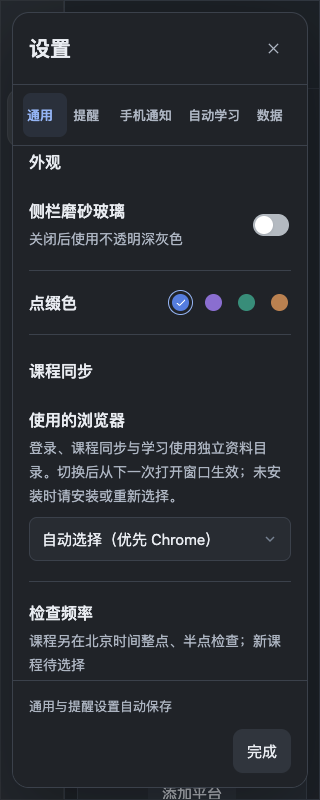 设置
通用 提醒 手机通知 自动学习 数据
外观
侧栏磨砂玻璃
关闭后使用不透明深灰色
点缀色
课程同步
使用的浏览器
登录、课程同步与学习使用独立资料目
录。切换后从下一次打开窗口生效；未安
装时请安装或重新选择。
自动选择（优先 Chrome）
检查频率
课程另在北京时间整点、半点检查；新课
程待选择
通用与提醒设置自动保存
完成
添加平台